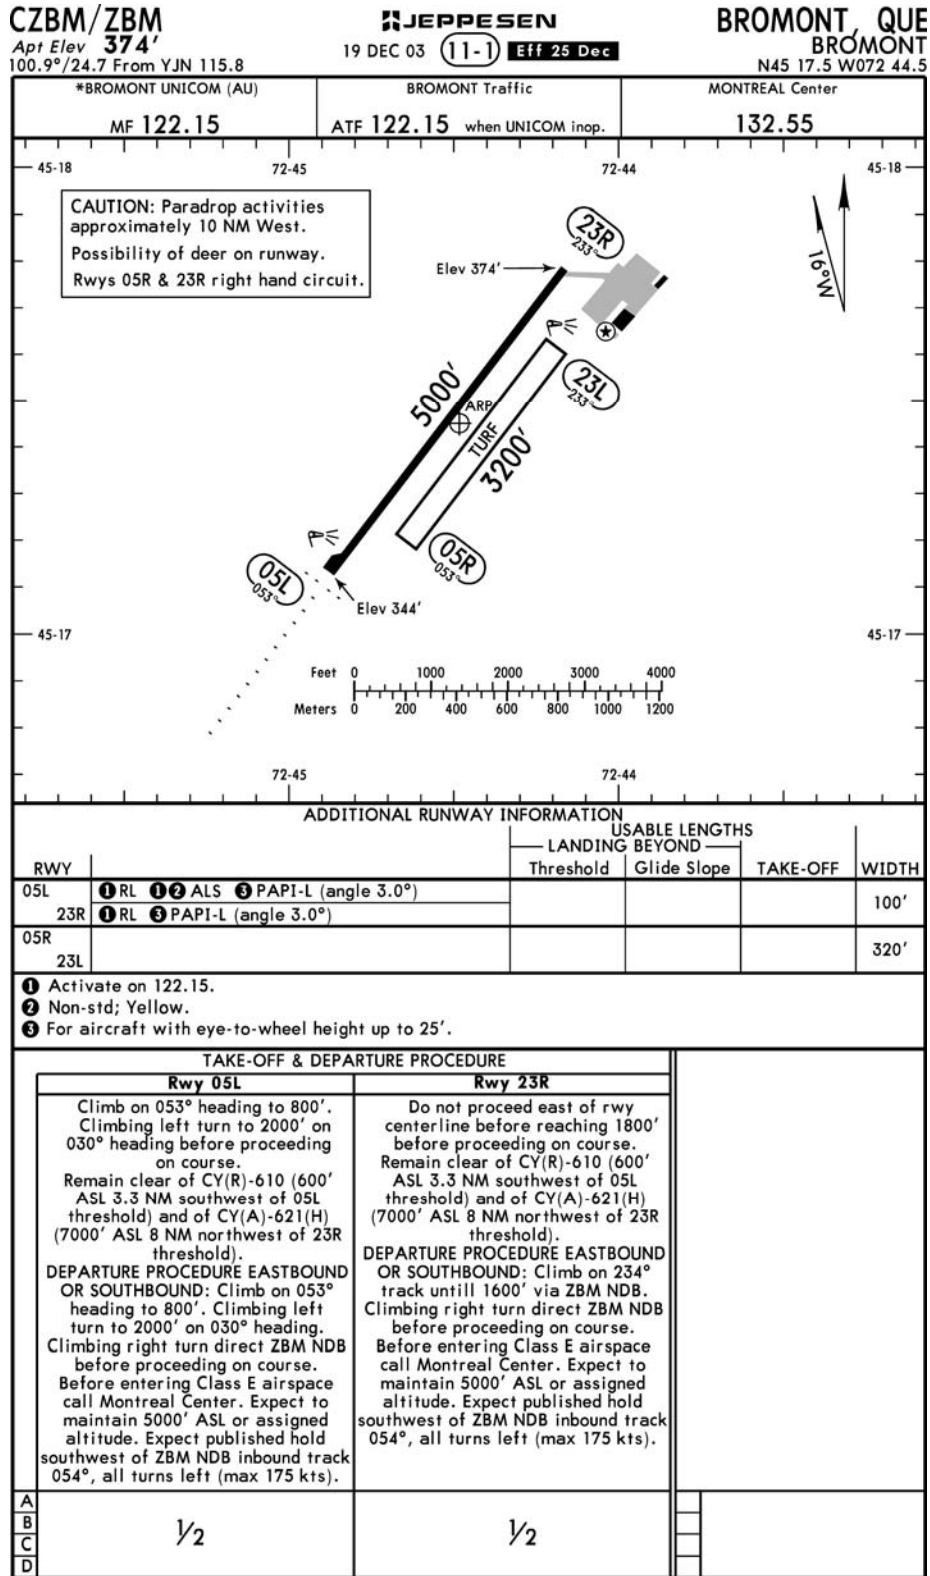 CZBM/ZBM
Apt Elev 374'
100.9°/24.7 From YJN 115.8
JEPPESEN
19 DEC 03 11-1 Eff 25 Dec
BROMONT, QUE
BROMONT
N45 17.5 W072 44.5
*BROMONT UNICOM (AU)
MF 122.15
BROMONT Traffic
ATF 122.15 when UNICOM inop.
MONTREAL Center
132.55
45-18
72-45
72-44
45-18
CAUTION: Paradrop activities
approximately 10 NM West.
Possibility of deer on runway.
Rwys 05R & 23R right hand circuit.
23R
233°
Elev 374'
16°W
5000'
ARP
TURF
3200'
23L
233°
05R
053°
05L
053°
Elev 344'
45-17
45-17
Feet 0 1000 2000 3000 4000
Meters 0 200 400 600 800 1000 1200
72-45
72-44
ADDITIONAL RUNWAY INFORMATION
USABLE LENGTHS
LANDING BEYOND
RWY
Threshold
Glide Slope
TAKE-OFF
WIDTH
05L
❶ RL ❶❷ ALS ❸ PAPI-L (angle 3.0°)
23R
❶ RL ❸ PAPI-L (angle 3.0°)
100'
05R
23L
320'
❶ Activate on 122.15.
❷ Non-std; Yellow.
❸ For aircraft with eye-to-wheel height up to 25'.
TAKE-OFF & DEPARTURE PROCEDURE
Rwy 05L
Climb on 053° heading to 800'.
Climbing left turn to 2000' on
030° heading before proceeding
on course.
Remain clear of CY(R)-610 (600'
ASL 3.3 NM southwest of 05L
threshold) and of CY(A)-621(H)
(7000' ASL 8 NM northwest of 23R
threshold).
DEPARTURE PROCEDURE EASTBOUND
OR SOUTHBOUND: Climb on 053°
heading to 800'. Climbing left
turn to 2000' on 030° heading.
Climbing right turn direct ZBM NDB
before proceeding on course.
Before entering Class E airspace
call Montreal Center. Expect to
maintain 5000' ASL or assigned
altitude. Expect published hold
southwest of ZBM NDB inbound track
054°, all turns left (max 175 kts).
Rwy 23R
Do not proceed east of rwy
centerline before reaching 1800'
before proceeding on course.
Remain clear of CY(R)-610 (600'
ASL 3.3 NM southwest of 05L
threshold) and of CY(A)-621(H)
(7000' ASL 8 NM northwest of 23R
threshold).
DEPARTURE PROCEDURE EASTBOUND
OR SOUTHBOUND: Climb on 234°
track untill 1600' via ZBM NDB.
Climbing right turn direct ZBM NDB
before proceeding on course.
Before entering Class E airspace
call Montreal Center. Expect to
maintain 5000' ASL or assigned
altitude. Expect published hold
southwest of ZBM NDB inbound track
054°, all turns left (max 175 kts).
A
B
C
D
1/2
1/2